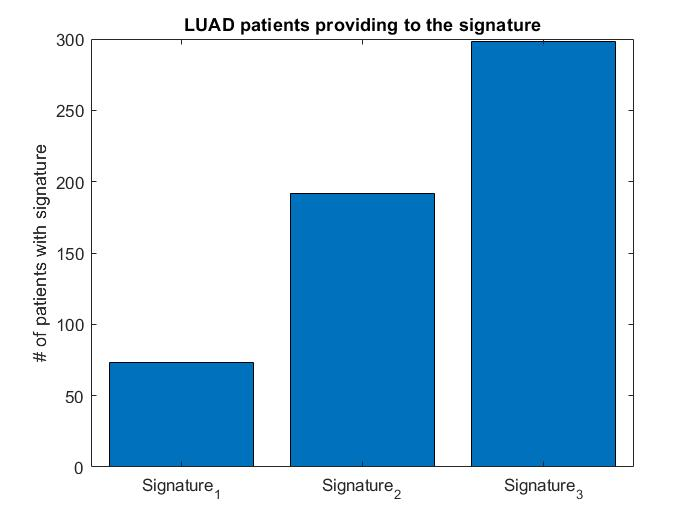 LUAD patients providing to the signature
# of patients with signature
300
250
200
150
100
50
0
Signature₁
Signature₂
Signature₃